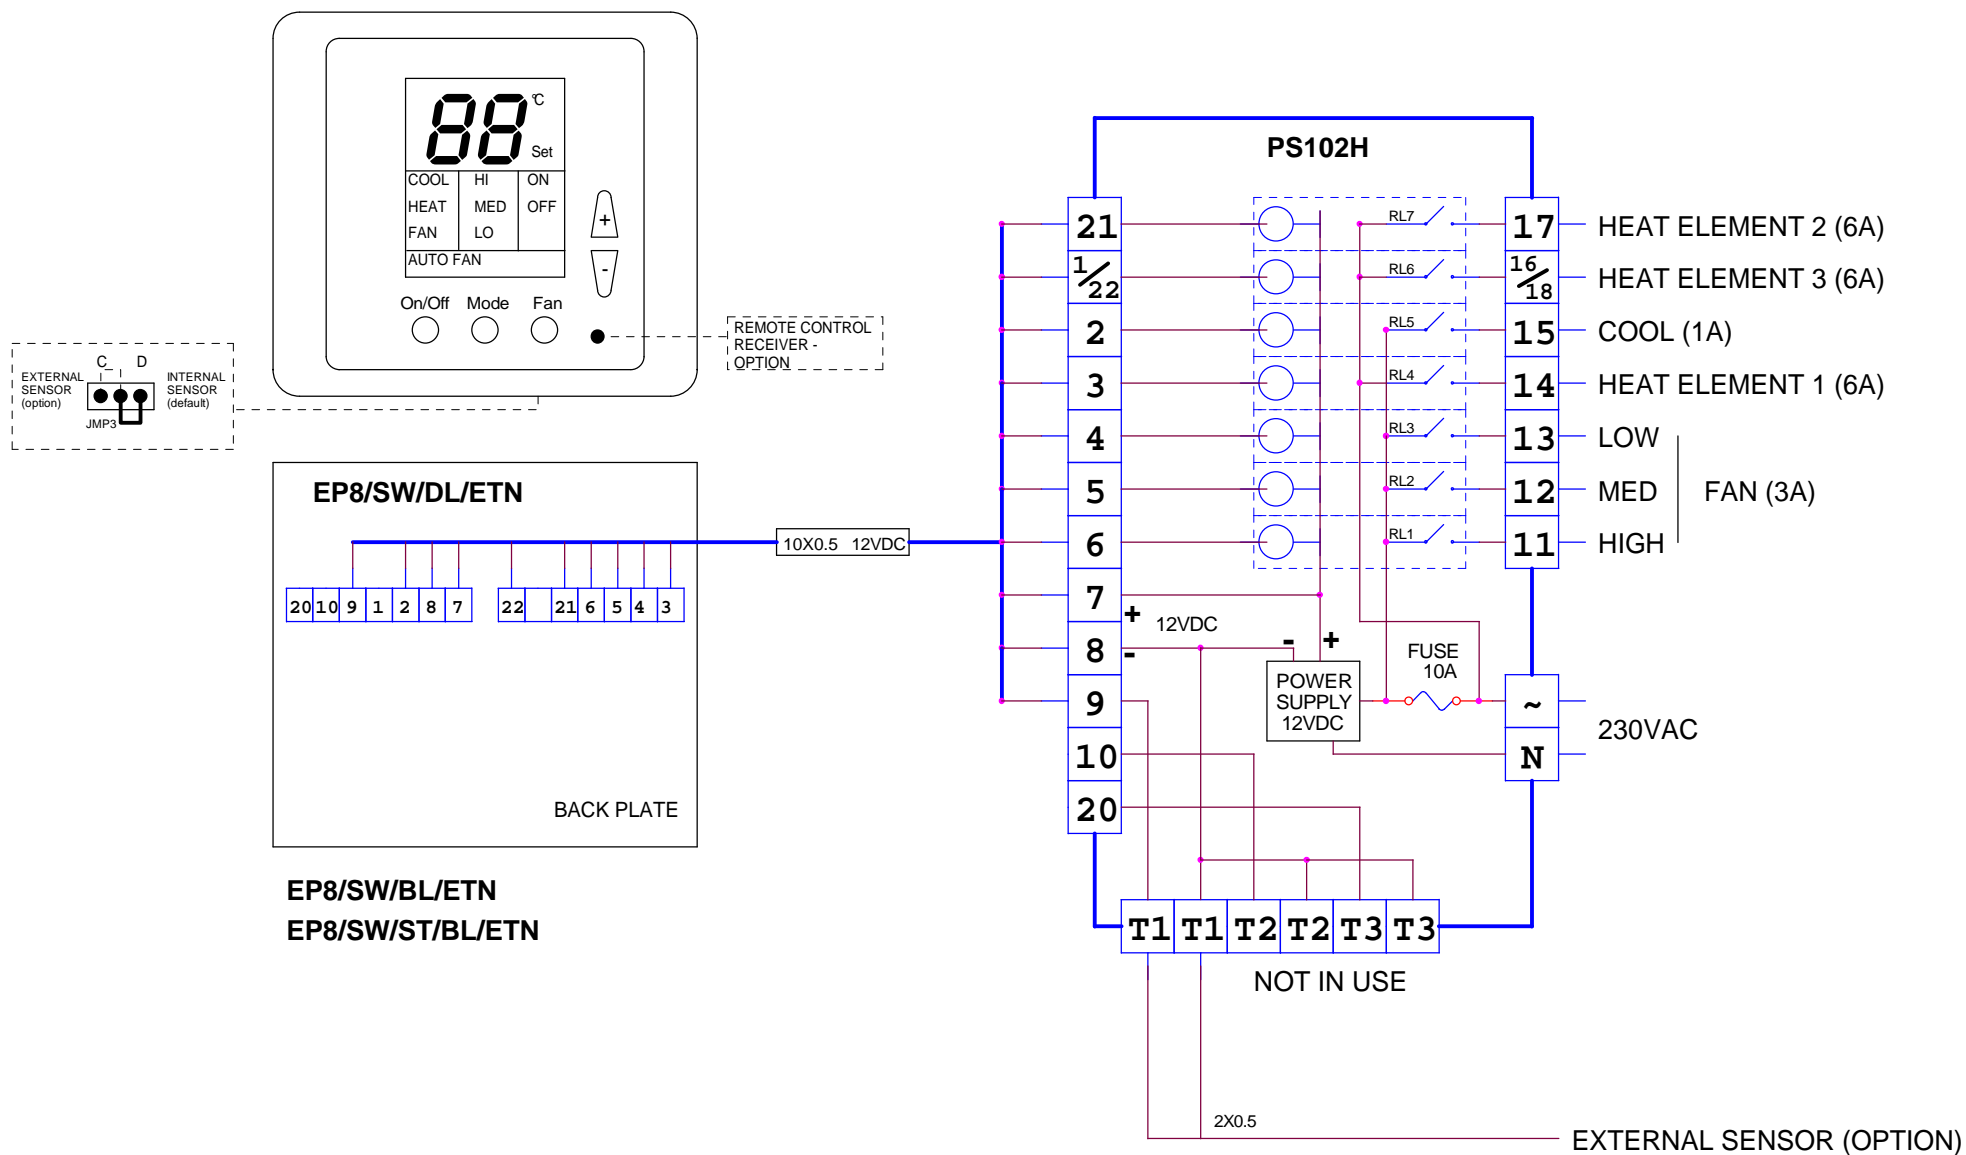 88 °C
Set
COOL HI ON
HEAT MED OFF
FAN LO
AUTO FAN
+
-
On/Off Mode Fan
REMOTE CONTROL
RECEIVER -
OPTION
C D
EXTERNAL
SENSOR
(option)
INTERNAL
SENSOR
(default)
JMP3
EP8/SW/DL/ETN
20 10 9 1 2 8 7 22 21 6 5 4 3
BACK PLATE
EP8/SW/BL/ETN
EP8/SW/ST/BL/ETN
10X0.5 12VDC
PS102H
21 RL7 17 HEAT ELEMENT 2 (6A)
1/22 RL6 16/18 HEAT ELEMENT 3 (6A)
2 RL5 15 COOL (1A)
3 RL4 14 HEAT ELEMENT 1 (6A)
4 RL3 13 LOW
5 RL2 12 MED FAN (3A)
6 RL1 11 HIGH
7
+ 12VDC
8 -
- +
POWER
SUPPLY
12VDC
FUSE
10A
9 ~
230VAC
10 N
20
T1 T1 T2 T2 T3 T3
NOT IN USE
2X0.5
EXTERNAL SENSOR (OPTION)